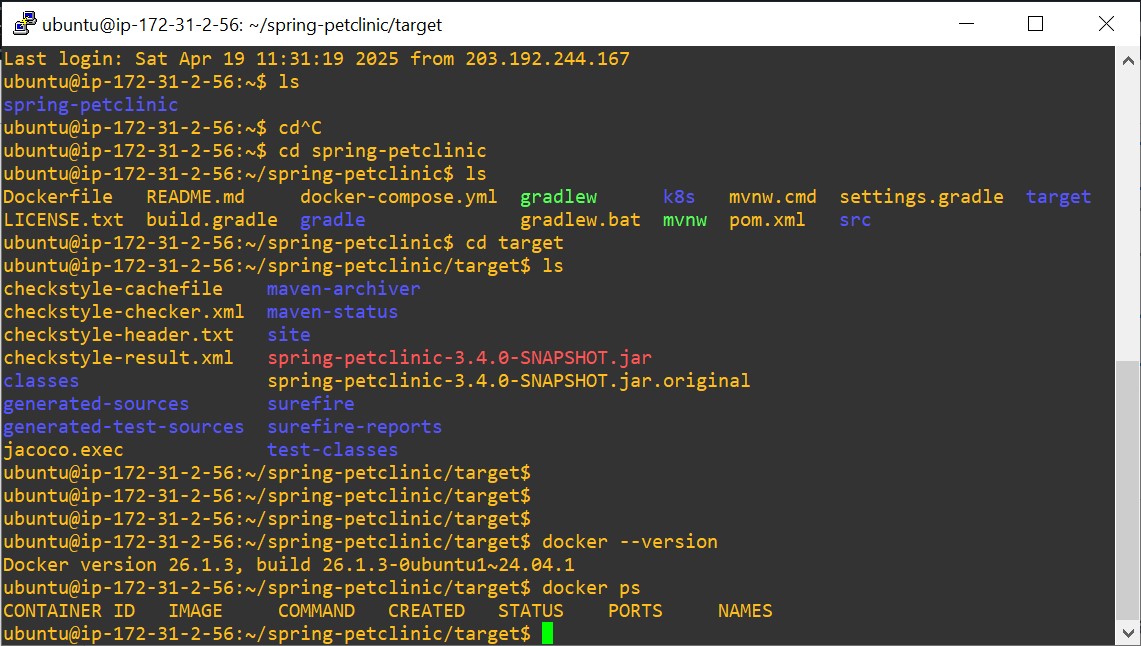 ubuntu@ip-172-31-2-56: ~/spring-petclinic/target
Last login: Sat Apr 19 11:31:19 2025 from 203.192.244.167
ubuntu@ip-172-31-2-56:~$ ls
spring-petclinic
ubuntu@ip-172-31-2-56:~$ cd^C
ubuntu@ip-172-31-2-56:~$ cd spring-petclinic
ubuntu@ip-172-31-2-56:~/spring-petclinic$ ls
Dockerfile   README.md     docker-compose.yml  gradlew      k8s   mvnw.cmd  settings.gradle  target
LICENSE.txt  build.gradle  gradle              gradlew.bat  mvnw  pom.xml   src
ubuntu@ip-172-31-2-56:~/spring-petclinic$ cd target
ubuntu@ip-172-31-2-56:~/spring-petclinic/target$ ls
checkstyle-cachefile    maven-archiver
checkstyle-checker.xml  maven-status
checkstyle-header.txt   site
checkstyle-result.xml   spring-petclinic-3.4.0-SNAPSHOT.jar
classes                 spring-petclinic-3.4.0-SNAPSHOT.jar.original
generated-sources       surefire
generated-test-sources  surefire-reports
jacoco.exec             test-classes
ubuntu@ip-172-31-2-56:~/spring-petclinic/target$
ubuntu@ip-172-31-2-56:~/spring-petclinic/target$
ubuntu@ip-172-31-2-56:~/spring-petclinic/target$
ubuntu@ip-172-31-2-56:~/spring-petclinic/target$ docker --version
Docker version 26.1.3, build 26.1.3-0ubuntu1~24.04.1
ubuntu@ip-172-31-2-56:~/spring-petclinic/target$ docker ps
CONTAINER ID   IMAGE     COMMAND   CREATED   STATUS    PORTS     NAMES
ubuntu@ip-172-31-2-56:~/spring-petclinic/target$